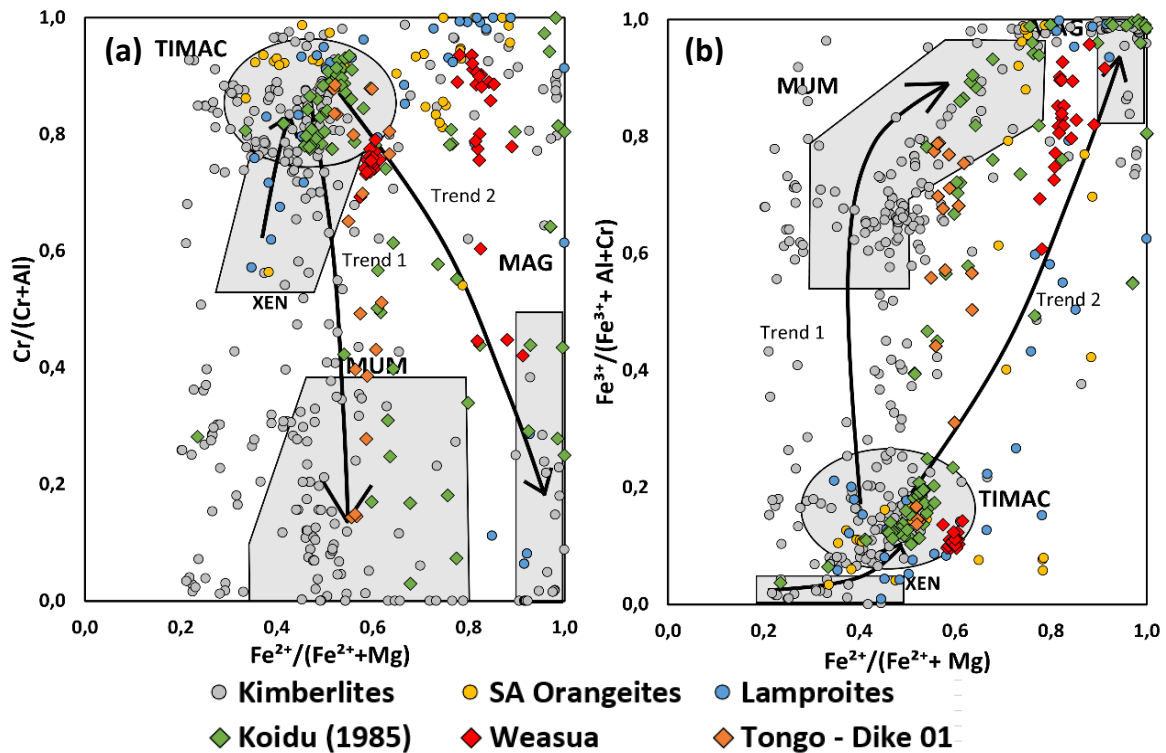 (a)
TIMAC
Trend 2
Trend 1
XEN
MAG
MUM
Cr/(Cr+Al)
1,0
0,8
0,6
0,4
0,2
0,0
0,0 0,2 0,4 0,6 0,8 1,0
Fe²⁺/(Fe²⁺+Mg)
(b)
MUM
Trend 1
Trend 2
TIMAC
XEN
Fe³⁺/(Fe³⁺+ Al+Cr)
1,0
0,8
0,6
0,4
0,2
0,0
0,0 0,2 0,4 0,6 0,8 1,0
Fe²⁺/(Fe²⁺+ Mg)
Kimberlites SA Orangeites Lamproites
Koidu (1985) Weasua Tongo - Dike 01